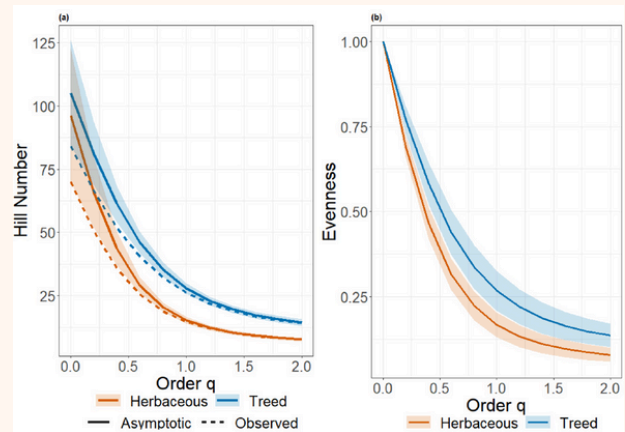 (a)
Hill Number
125
100
75
50
25
0.0 0.5 1.0 1.5 2.0
Order q
Herbaceous Treed
Asymptotic Observed
(b)
Evenness
1.00
0.75
0.50
0.25
0.0 0.5 1.0 1.5 2.0
Order q
Herbaceous Treed